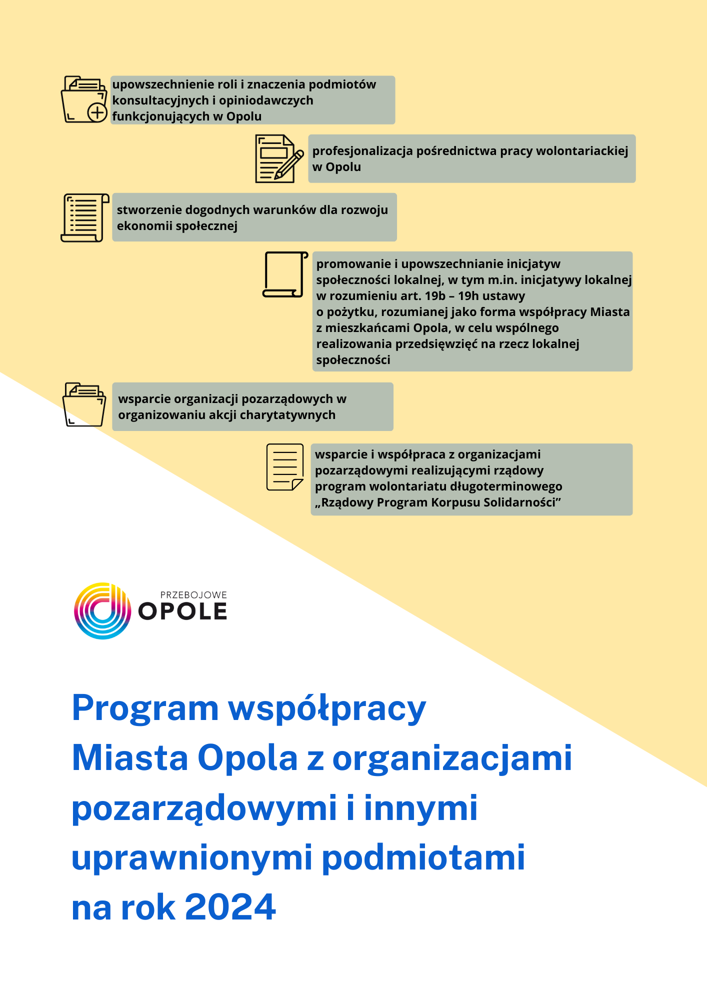 upowszechnienie roli i znaczenia podmiotów
konsultacyjnych i opiniodawczych
funkcjonujących w Opolu
profesjonalizacja pośrednictwa pracy wolontariackiej
w Opolu
stworzenie dogodnych warunków dla rozwoju
ekonomii społecznej
promowanie i upowszechnianie inicjatyw
społeczności lokalnej, w tym m.in. inicjatywy lokalnej
w rozumieniu art. 19b – 19h ustawy
o pożytku, rozumianej jako forma współpracy Miasta
z mieszkańcami Opola, w celu wspólnego
realizowania przedsięwzięć na rzecz lokalnej
społeczności
wsparcie organizacji pozarządowych w
organizowaniu akcji charytatywnych
wsparcie i współpraca z organizacjami
pozarządowymi realizującymi rządowy
program wolontariatu długoterminowego
„Rządowy Program Korpusu Solidarności”
PRZEBOJOWE
OPOLE
Program współpracy
Miasta Opola z organizacjami
pozarządowymi i innymi
uprawnionymi podmiotami
na rok 2024